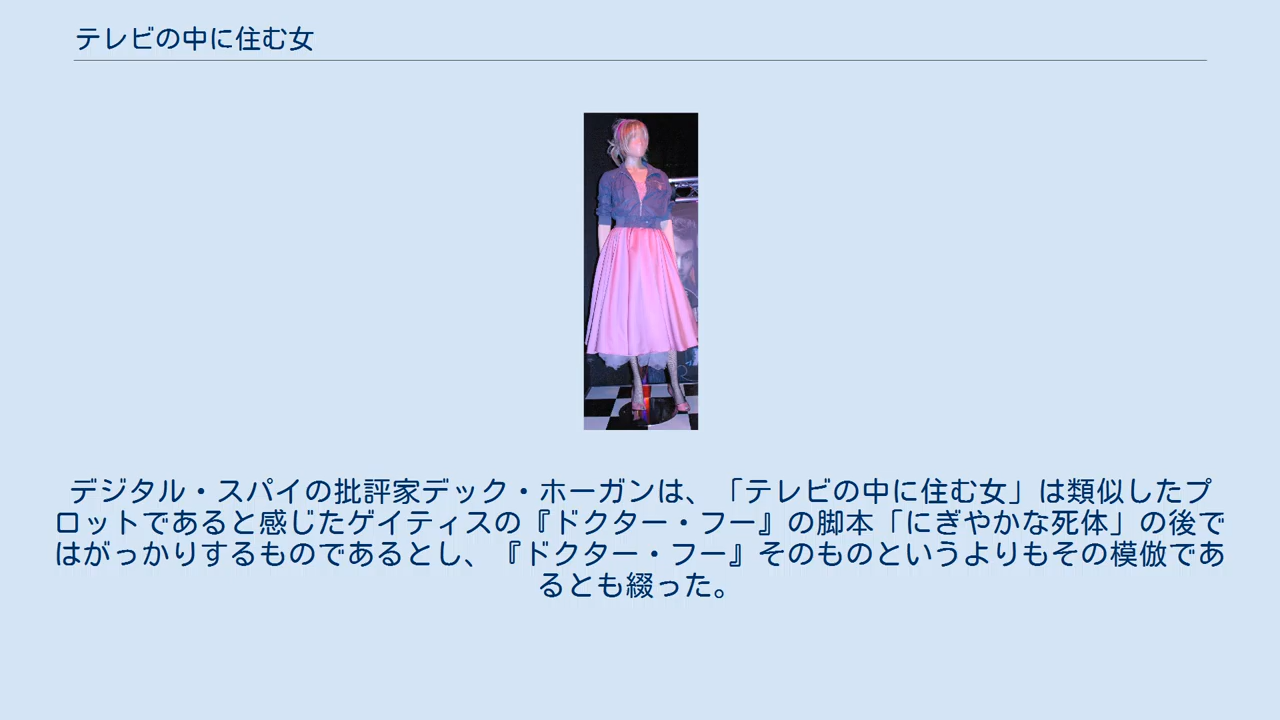 テレビの中に住む女
デジタル・スパイの批評家デック・ホーガンは、「テレビの中に住む女」は類似したプ
ロットであると感じたゲイティスの『ドクター・フー』の脚本「にぎやかな死体」の後で
はがっかりするものであるとし、『ドクター・フー』そのものというよりもその模倣であ
るとも綴った。